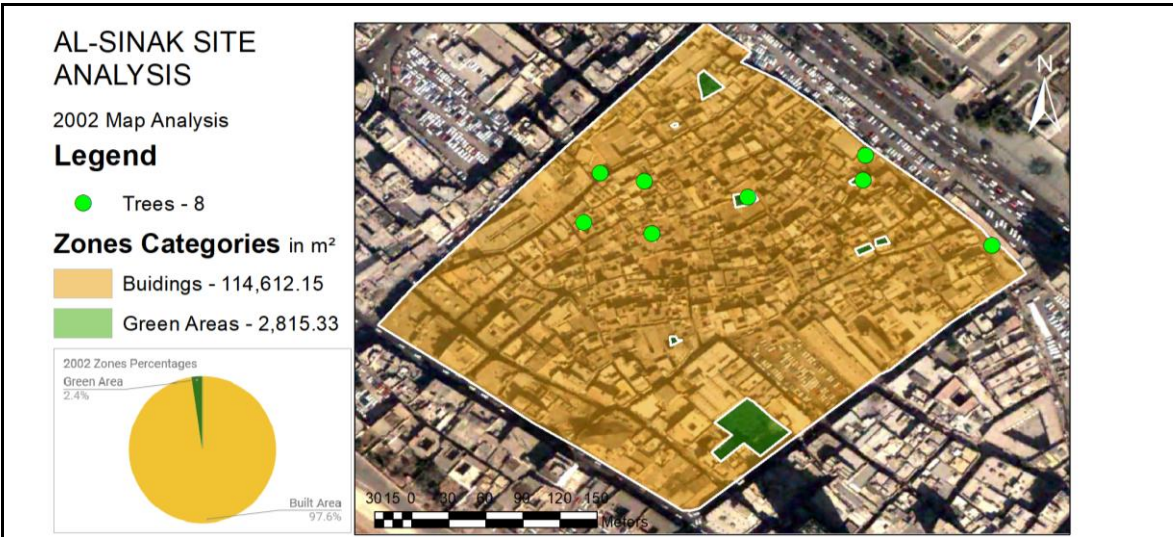 AL-SINAK SITE
ANALYSIS
2002 Map Analysis
Legend
Trees - 8
Zones Categories in m²
Buidings - 114,612.15
Green Areas - 2,815.33
2002 Zones Percentages
Green Area
2.4%
Built Area
97.6%
N
30 15 0 30 60 90 120 150
Meters